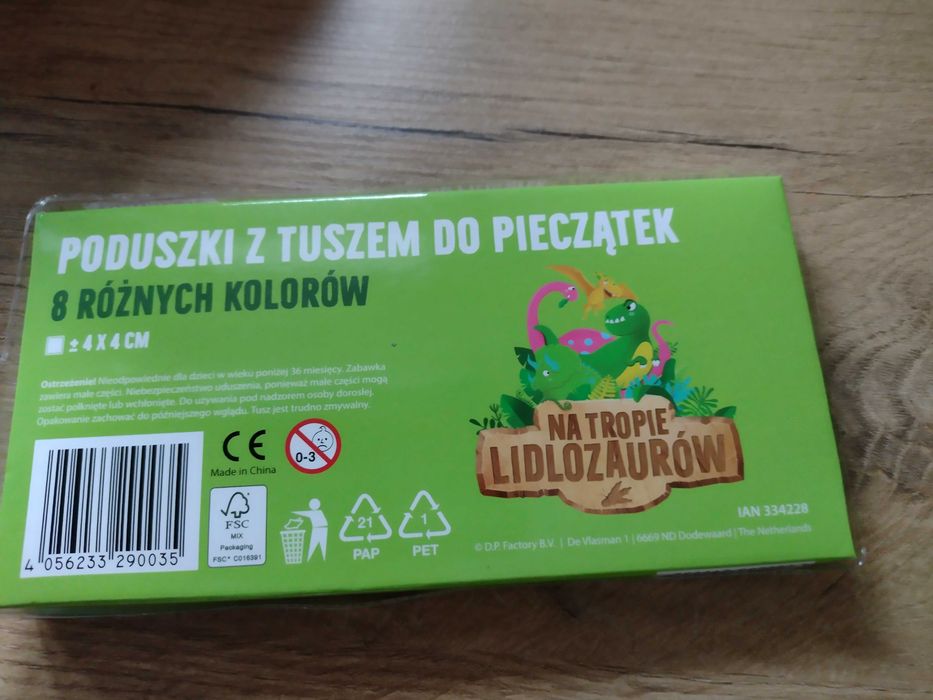 PODUSZKI Z TUSZEM DO PIECZĄTEK
8 RÓŻNYCH KOLORÓW
± 4 X 4 CM
Ostrzeżenie! Nieodpowiednie dla dzieci w wieku poniżej 36 miesięcy. Zabawka
zawiera małe części. Niebezpieczeństwo uduszenia, ponieważ małe części mogą
zostać połknięte lub wchłonięte. Do używania pod nadzorem osoby dorosłej.
Opakowanie zachować do późniejszego wglądu. Tusz jest trudno zmywalny.
CE
0-3
Made in China
FSC
MIX
Packaging
FSC® C016391
21
PAP
1
PET
4 056233 290035
NA TROPIE
LIDLOZAURÓW
IAN 334228
© D.P. Factory B.V. | De Vlasman 1 | 6669 ND Dodewaard | The Netherlands